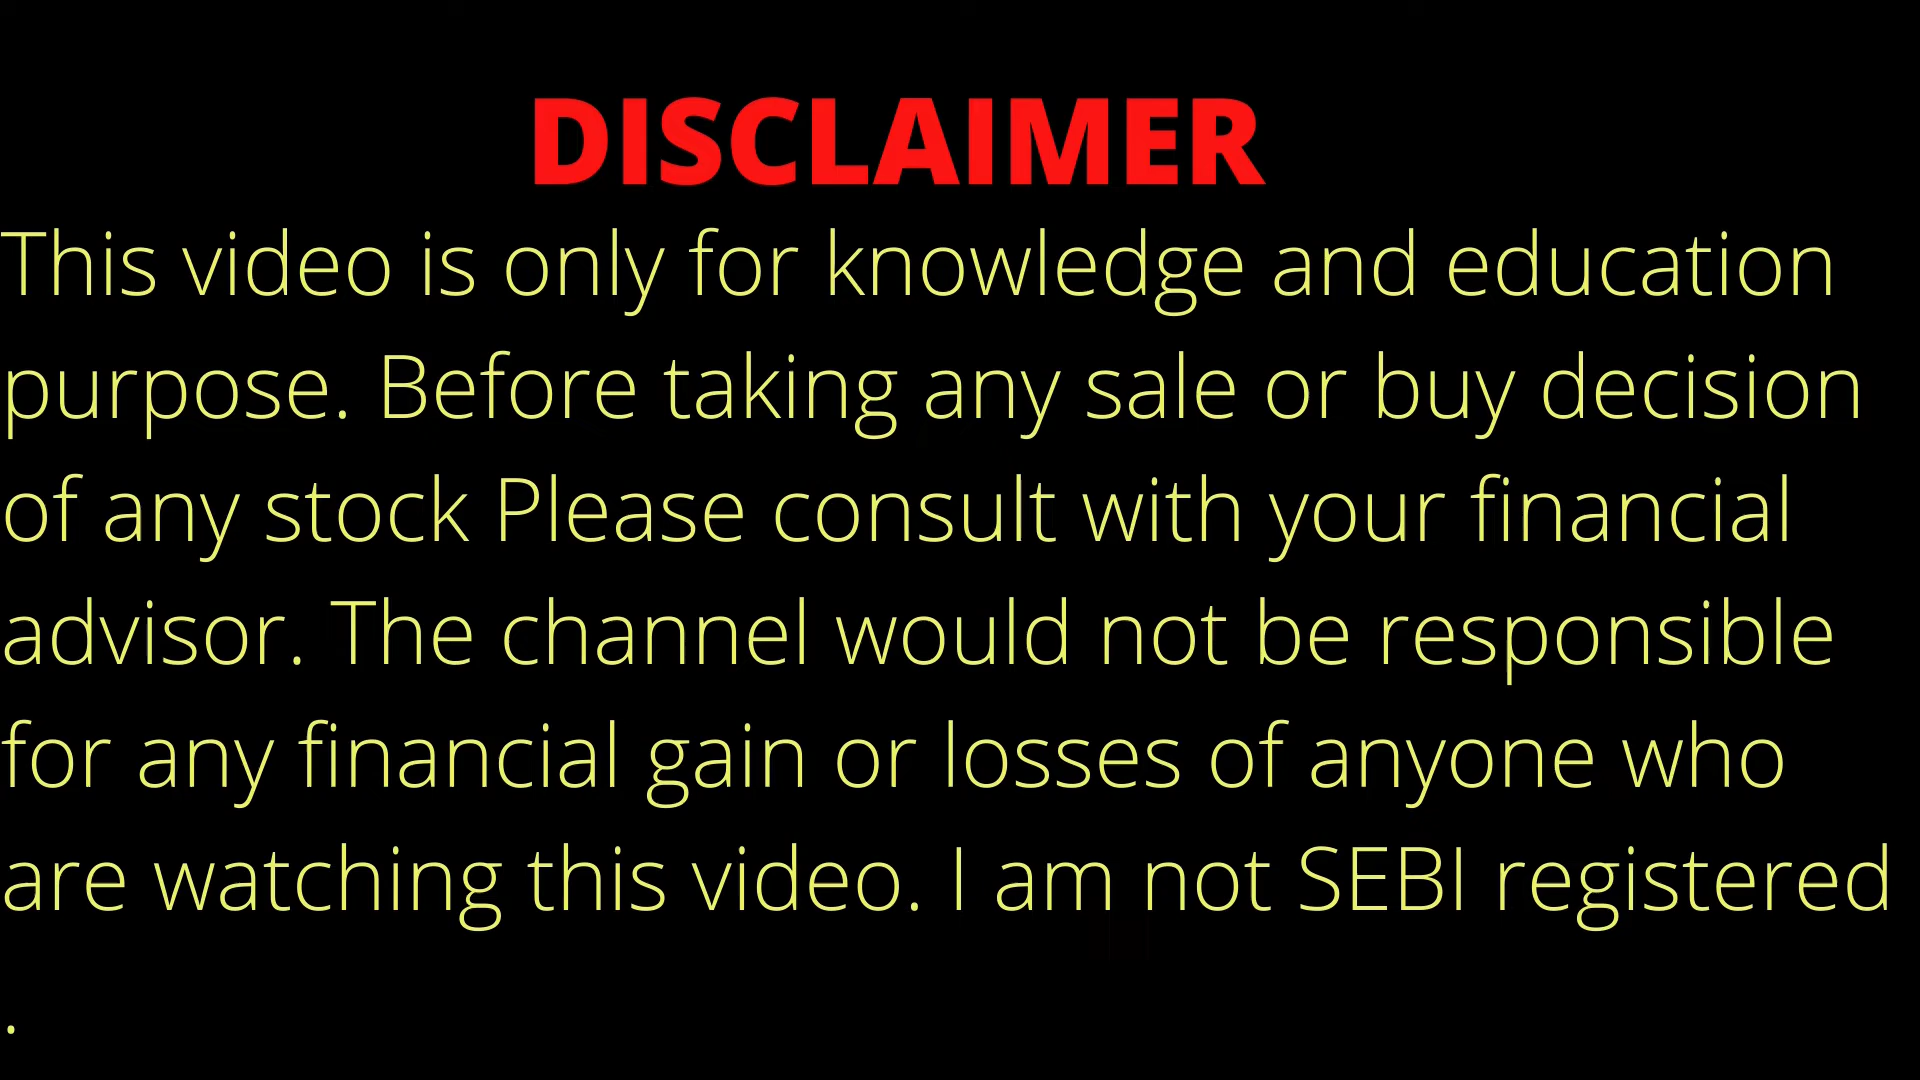 DISCLAIMER
This video is only for knowledge and education
purpose. Before taking any sale or buy decision
of any stock Please consult with your financial
advisor. The channel would not be responsible
for any financial gain or losses of anyone who
are watching this video. I am not SEBI registered
.